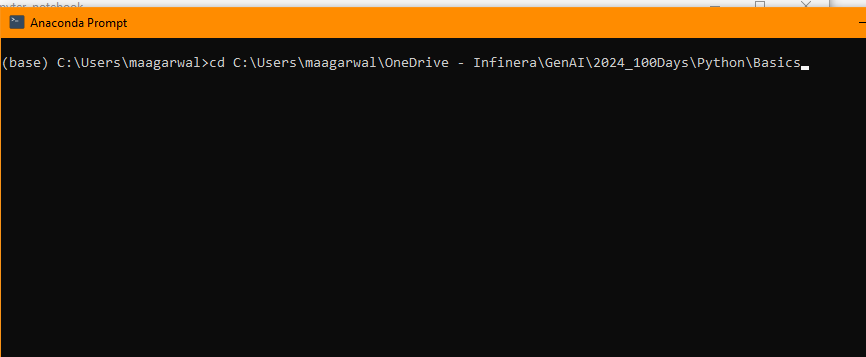 Anaconda Prompt
(base) C:\Users\maagarwal>cd C:\Users\maagarwal\OneDrive - Infinera\GenAI\2024_100Days\Python\Basics